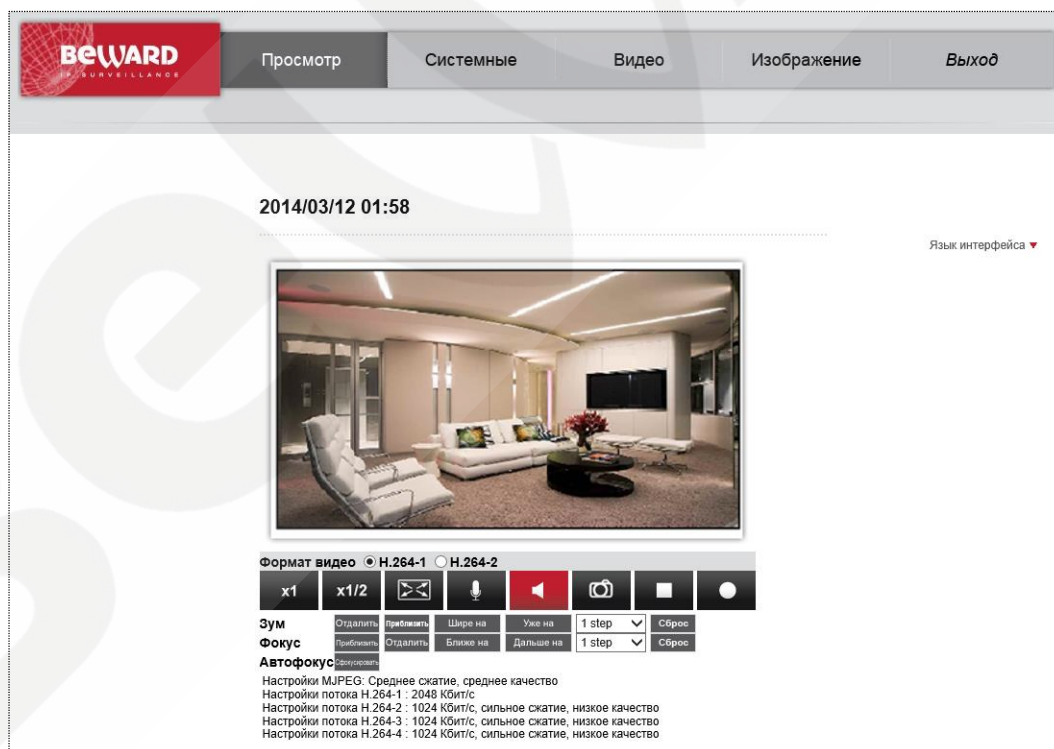 BEWARD
IP SURVEILLANCE
Просмотр Системные Видео Изображение Выход
2014/03/12 01:58
Язык интерфейса
Формат видео H.264-1 H.264-2
x1 x1/2
Зум Отдалить Приблизить Шире на Уже на 1 step Сброс
Фокус Приблизить Отдалить Ближе на Дальше на 1 step Сброс
Автофокус Сфокусировать
Настройки MJPEG: Среднее сжатие, среднее качество
Настройки потока H.264-1 : 2048 Кбит/с
Настройки потока H.264-2 : 1024 Кбит/с, сильное сжатие, низкое качество
Настройки потока H.264-3 : 1024 Кбит/с, сильное сжатие, низкое качество
Настройки потока H.264-4 : 1024 Кбит/с, сильное сжатие, низкое качество